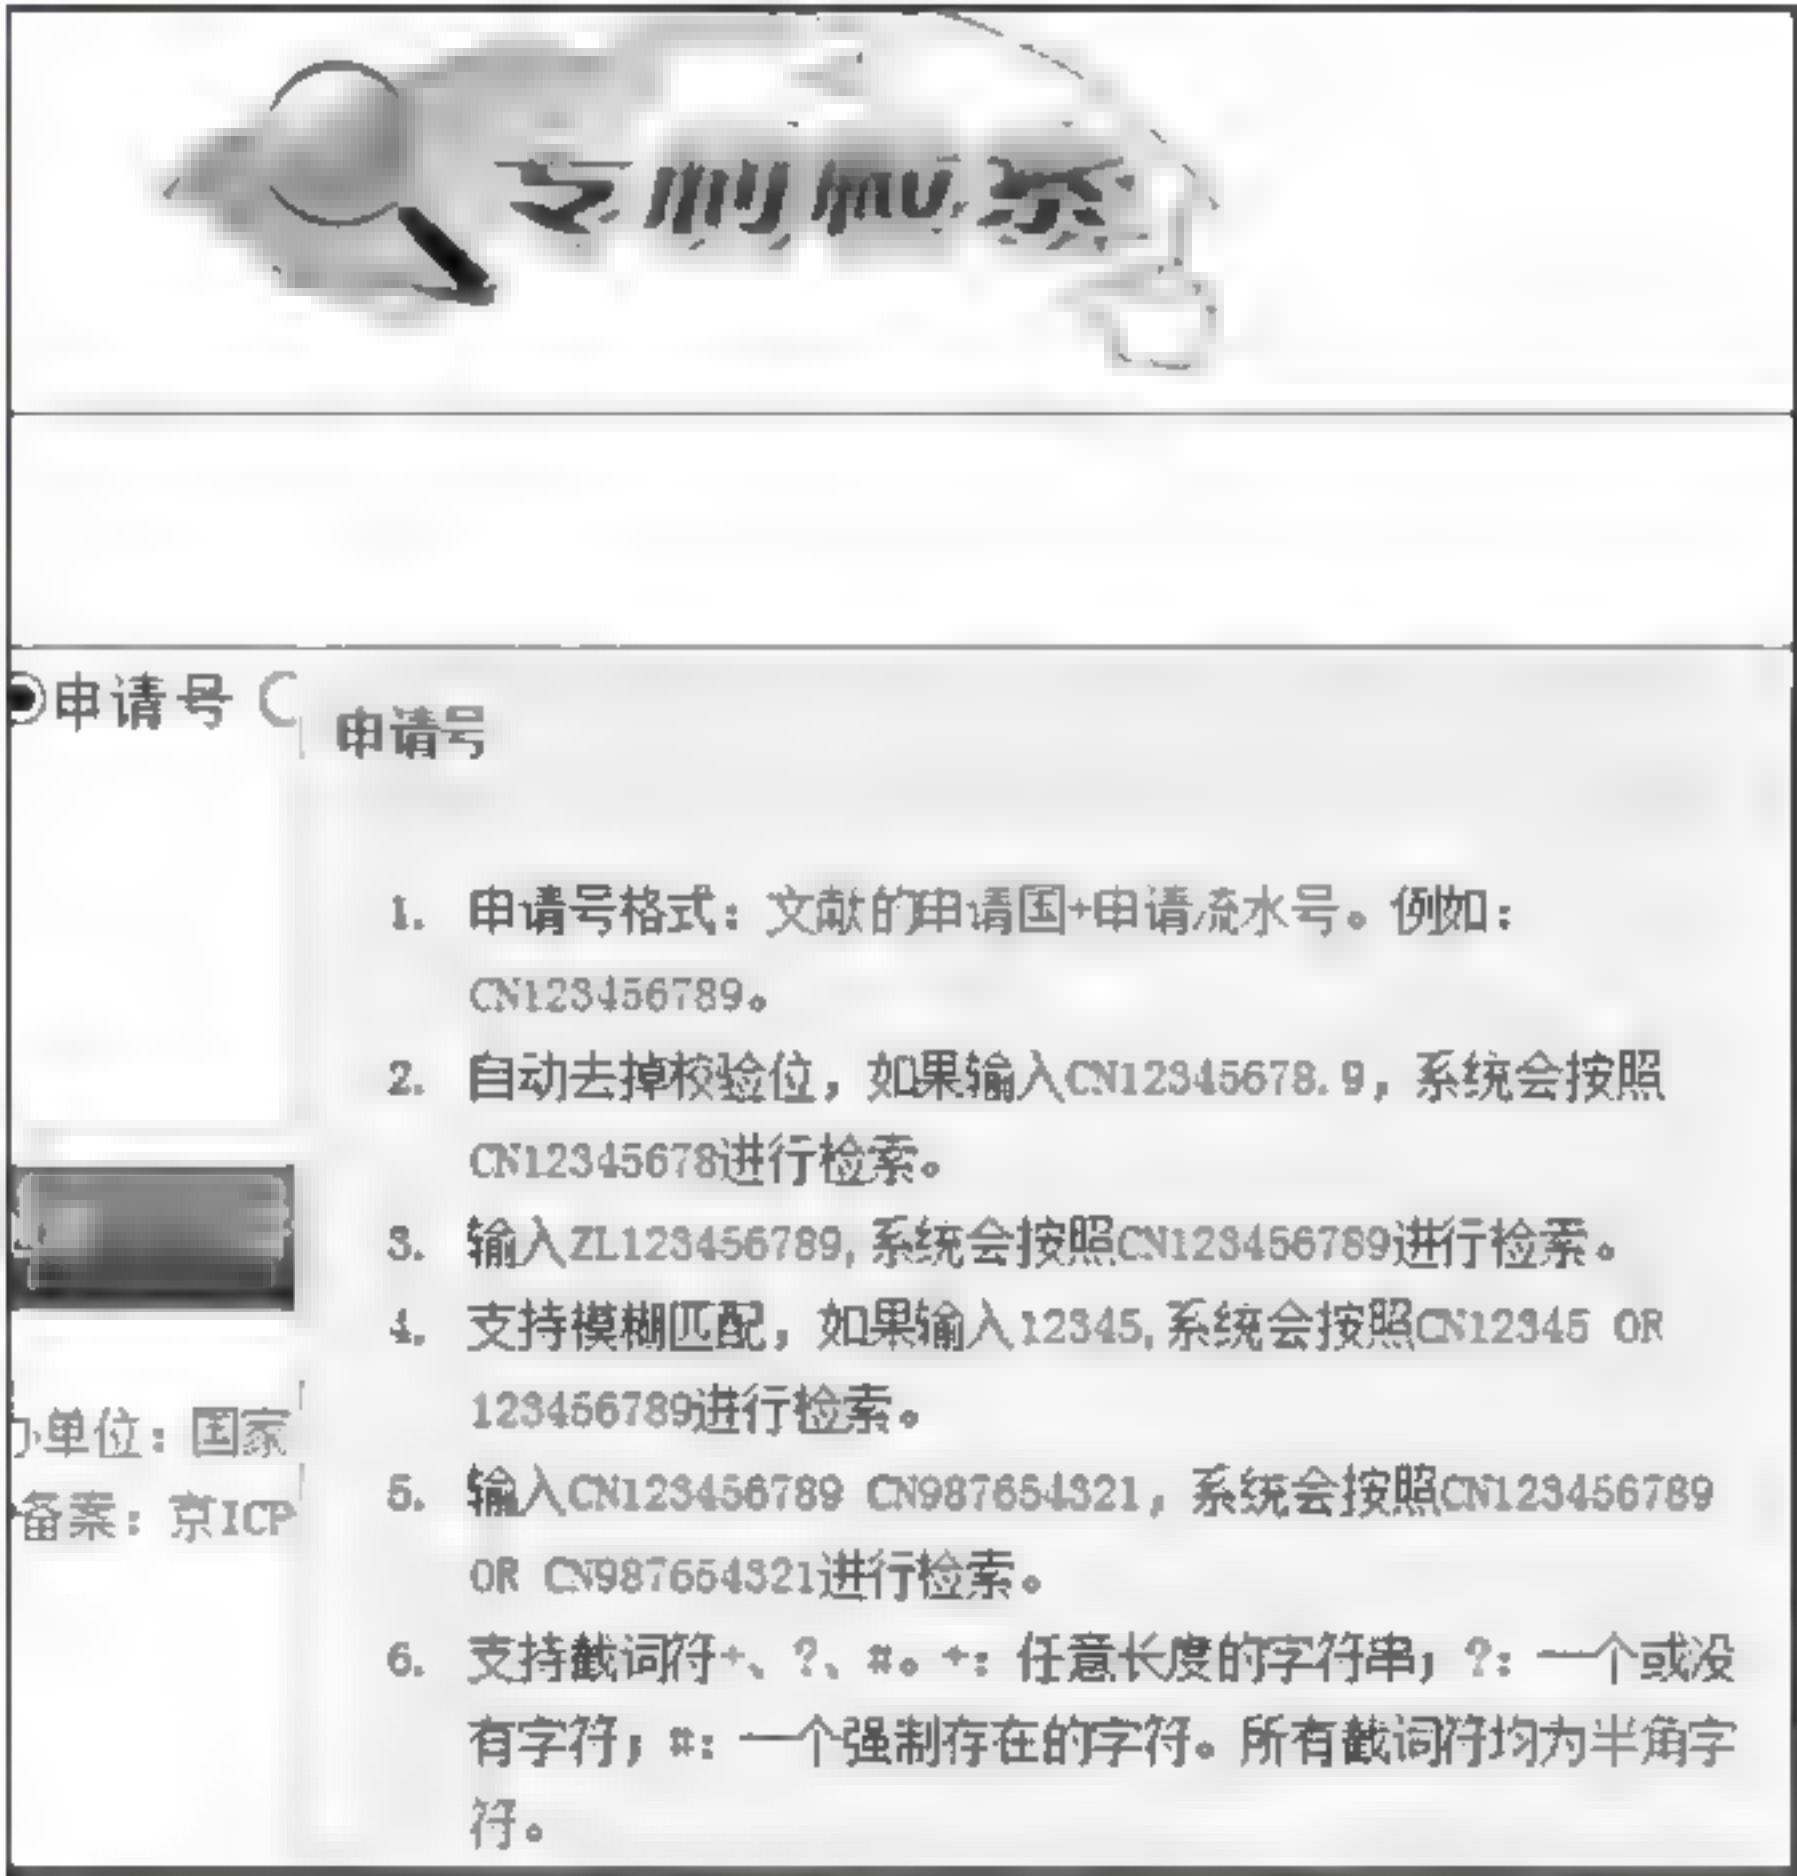 专利检索
申请号
申请号
1. 申请号格式：文献的申请国+申请流水号。例如：
CN123456789。
2. 自动去掉校验位，如果输入CN12345678.9，系统会按照
CN12345678进行检索。
3. 输入ZL123456789,系统会按照CN123456789进行检索。
4. 支持模糊匹配，如果输入12345,系统会按照CN12345 OR
123456789进行检索。
单位：国家
备案：京ICP
5. 输入CN123456789 CN987654321，系统会按照CN123456789
OR CN987654321进行检索。
6. 支持截词符+、?、#。+：任意长度的字符串；?：一个或没
有字符；#：一个强制存在的字符。所有截词符均为半角字
符。